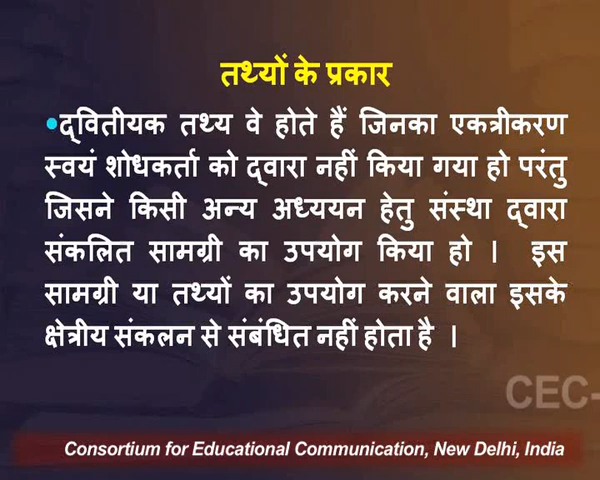 तथ्यों के प्रकार
•द्वितीयक तथ्य वे होते हैं जिनका एकत्रीकरण
स्वयं शोधकर्ता को द्वारा नहीं किया गया हो परंतु
जिसने किसी अन्य अध्ययन हेतु संस्था द्वारा
संकलित सामग्री का उपयोग किया हो । इस
सामग्री या तथ्यों का उपयोग करने वाला इसके
क्षेत्रीय संकलन से संबंधित नहीं होता है ।
CEC-
Consortium for Educational Communication, New Delhi, India